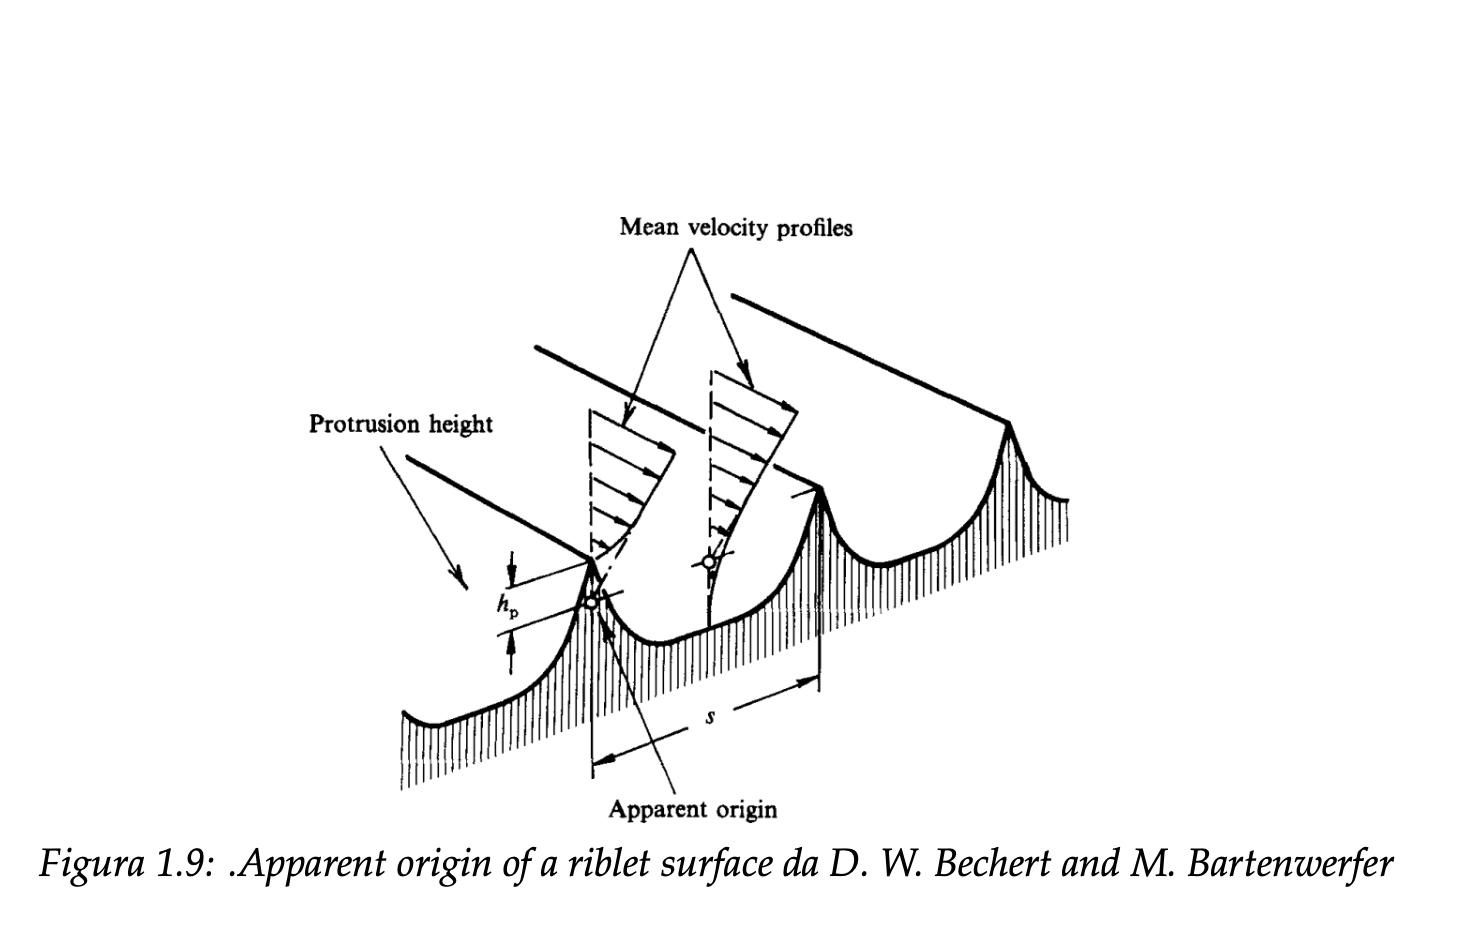 Mean velocity profiles
Protrusion height
hp
s
Apparent origin
Figura 1.9: .Apparent origin of a riblet surface da D. W. Bechert and M. Bartenwerfer